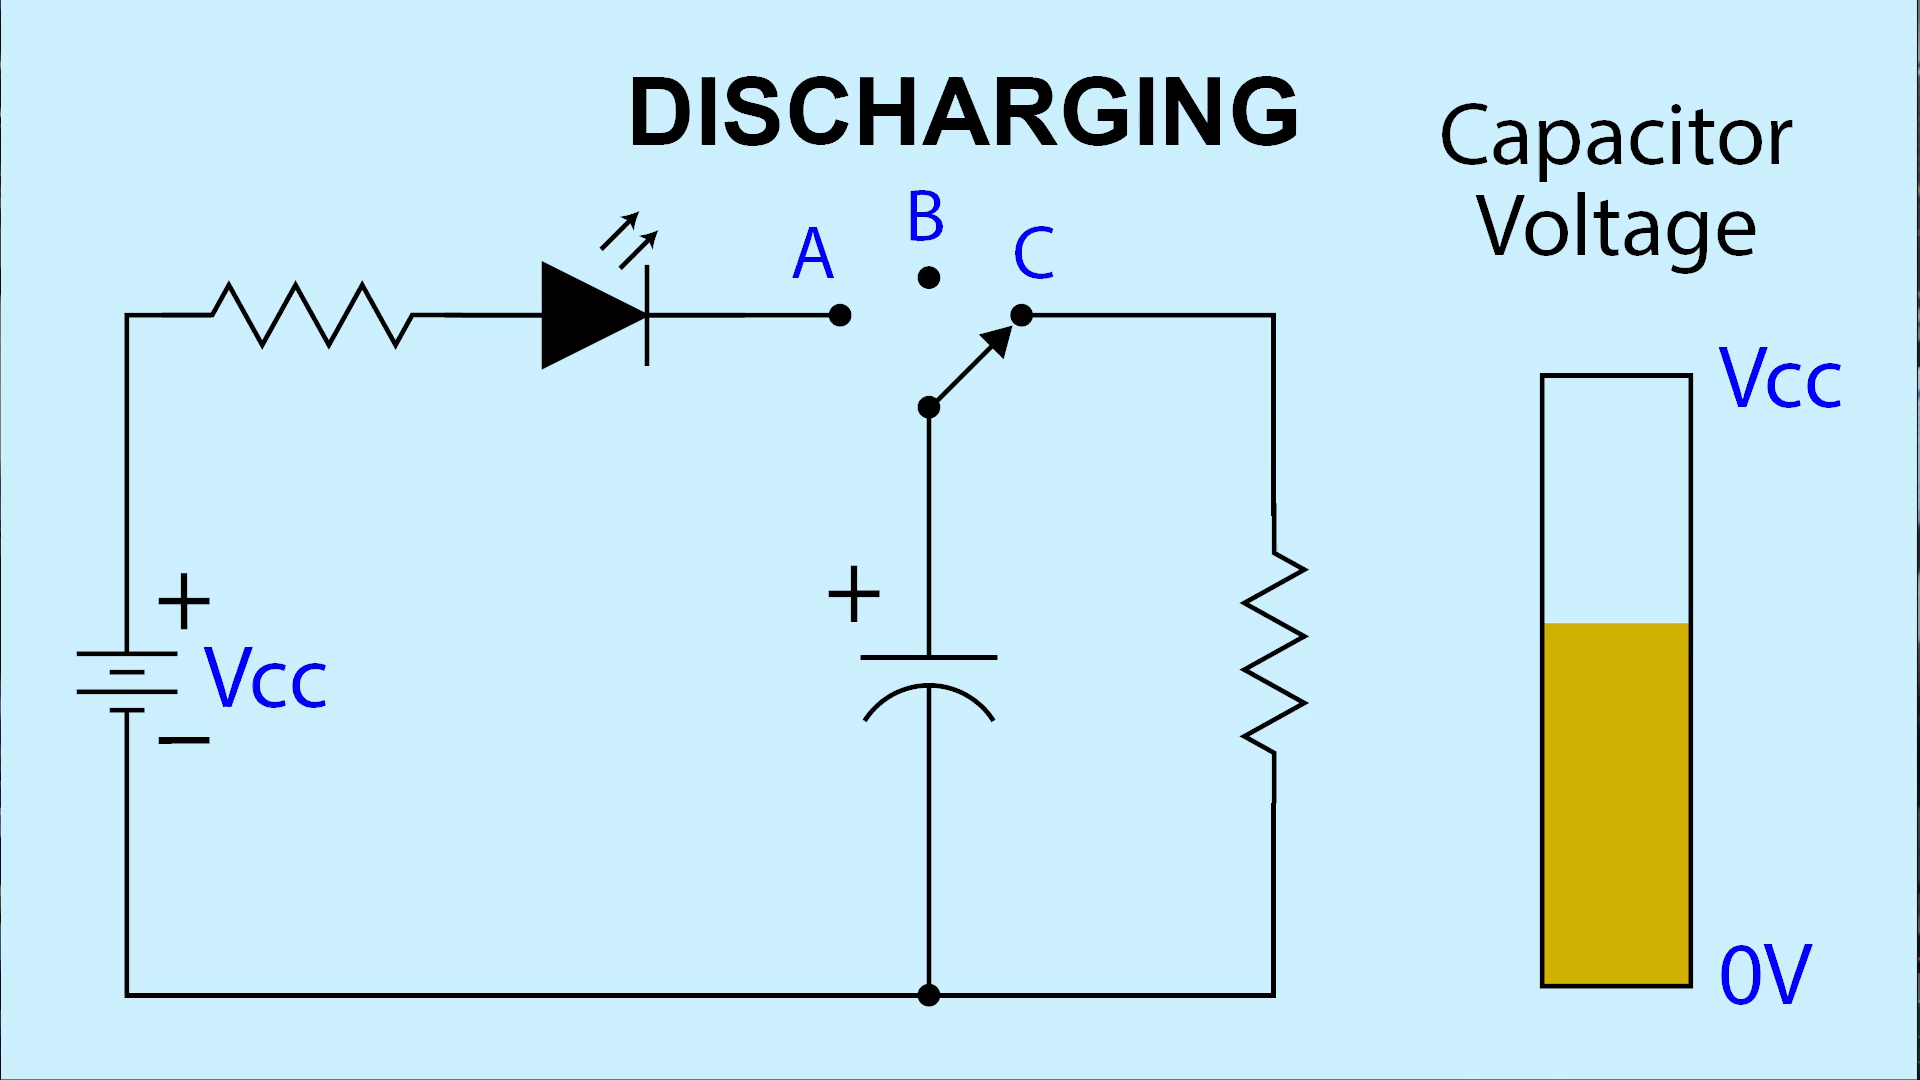 DISCHARGING
Capacitor
Voltage
A
B
C
Vcc
+
Vcc
−
+
0V